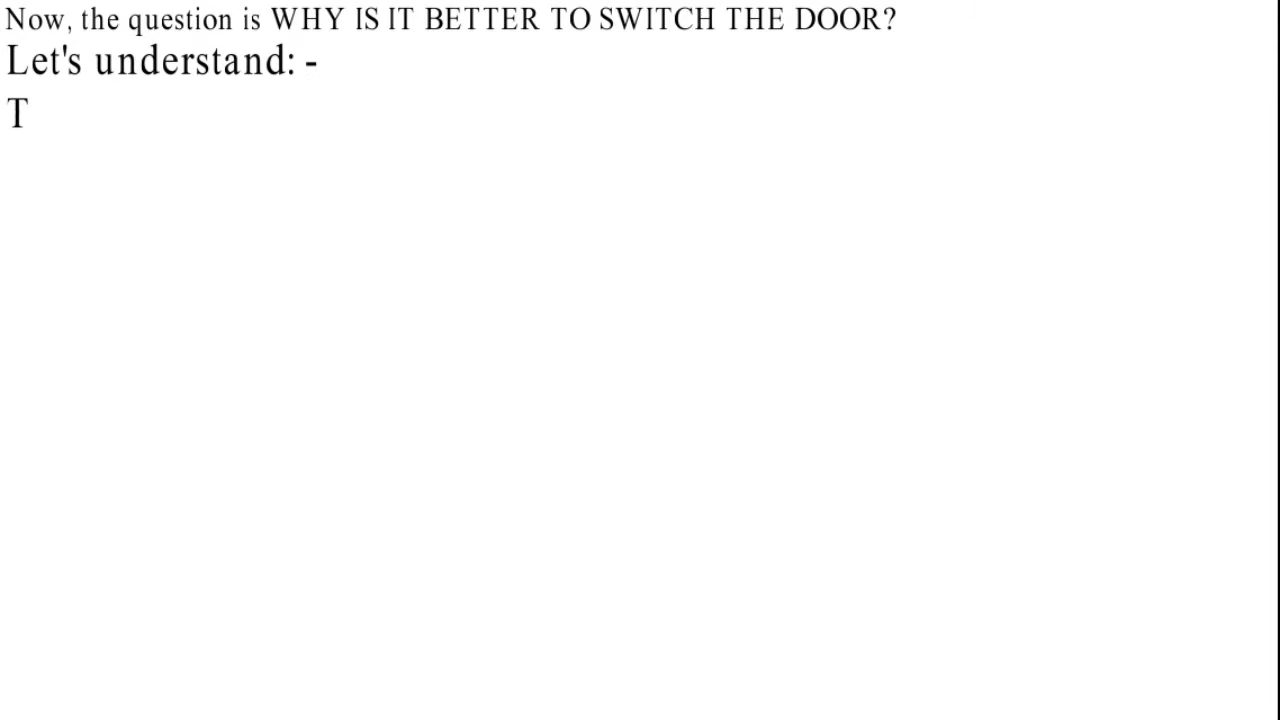 Now, the question is WHY IS IT BETTER TO SWITCH THE DOOR?
Let's understand: -
T